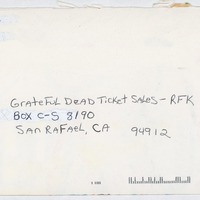 Grateful Dead Ticket Sales - RFK
Box C-S 8190
San Rafael, CA 94912